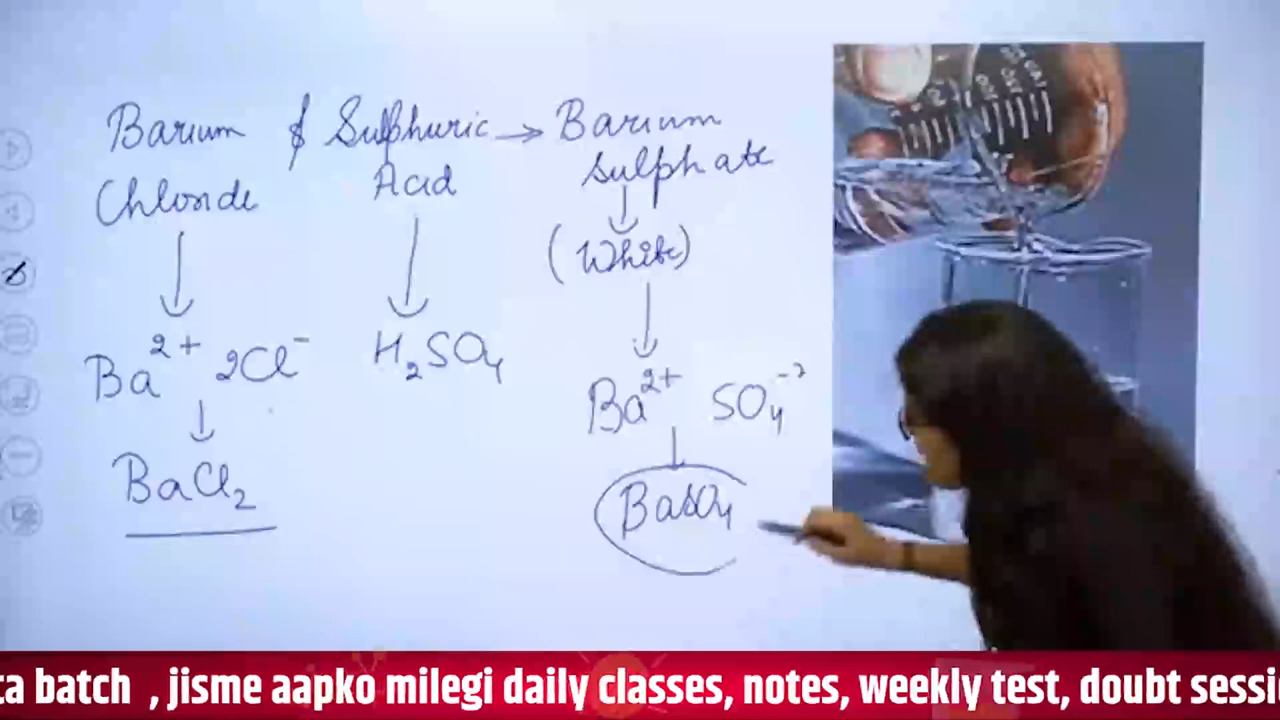 Barium & Sulphuric → Barium
Chloride Acid sulphate
(White)
Ba²⁺ 2Cl⁻ H₂SO₄
Ba²⁺ SO₄⁻²
BaCl₂ BaSO₄
ta batch , jisme aapko milegi daily classes, notes, weekly test, doubt sessi